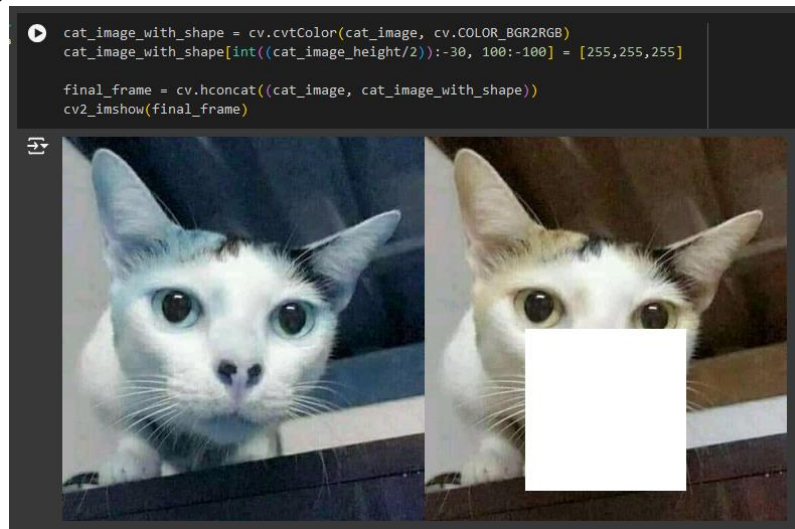 cat_image_with_shape = cv.cvtColor(cat_image, cv.COLOR_BGR2RGB)
cat_image_with_shape[int((cat_image_height/2)):-30, 100:-100] = [255,255,255]
final_frame = cv.hconcat((cat_image, cat_image_with_shape))
cv2_imshow(final_frame)